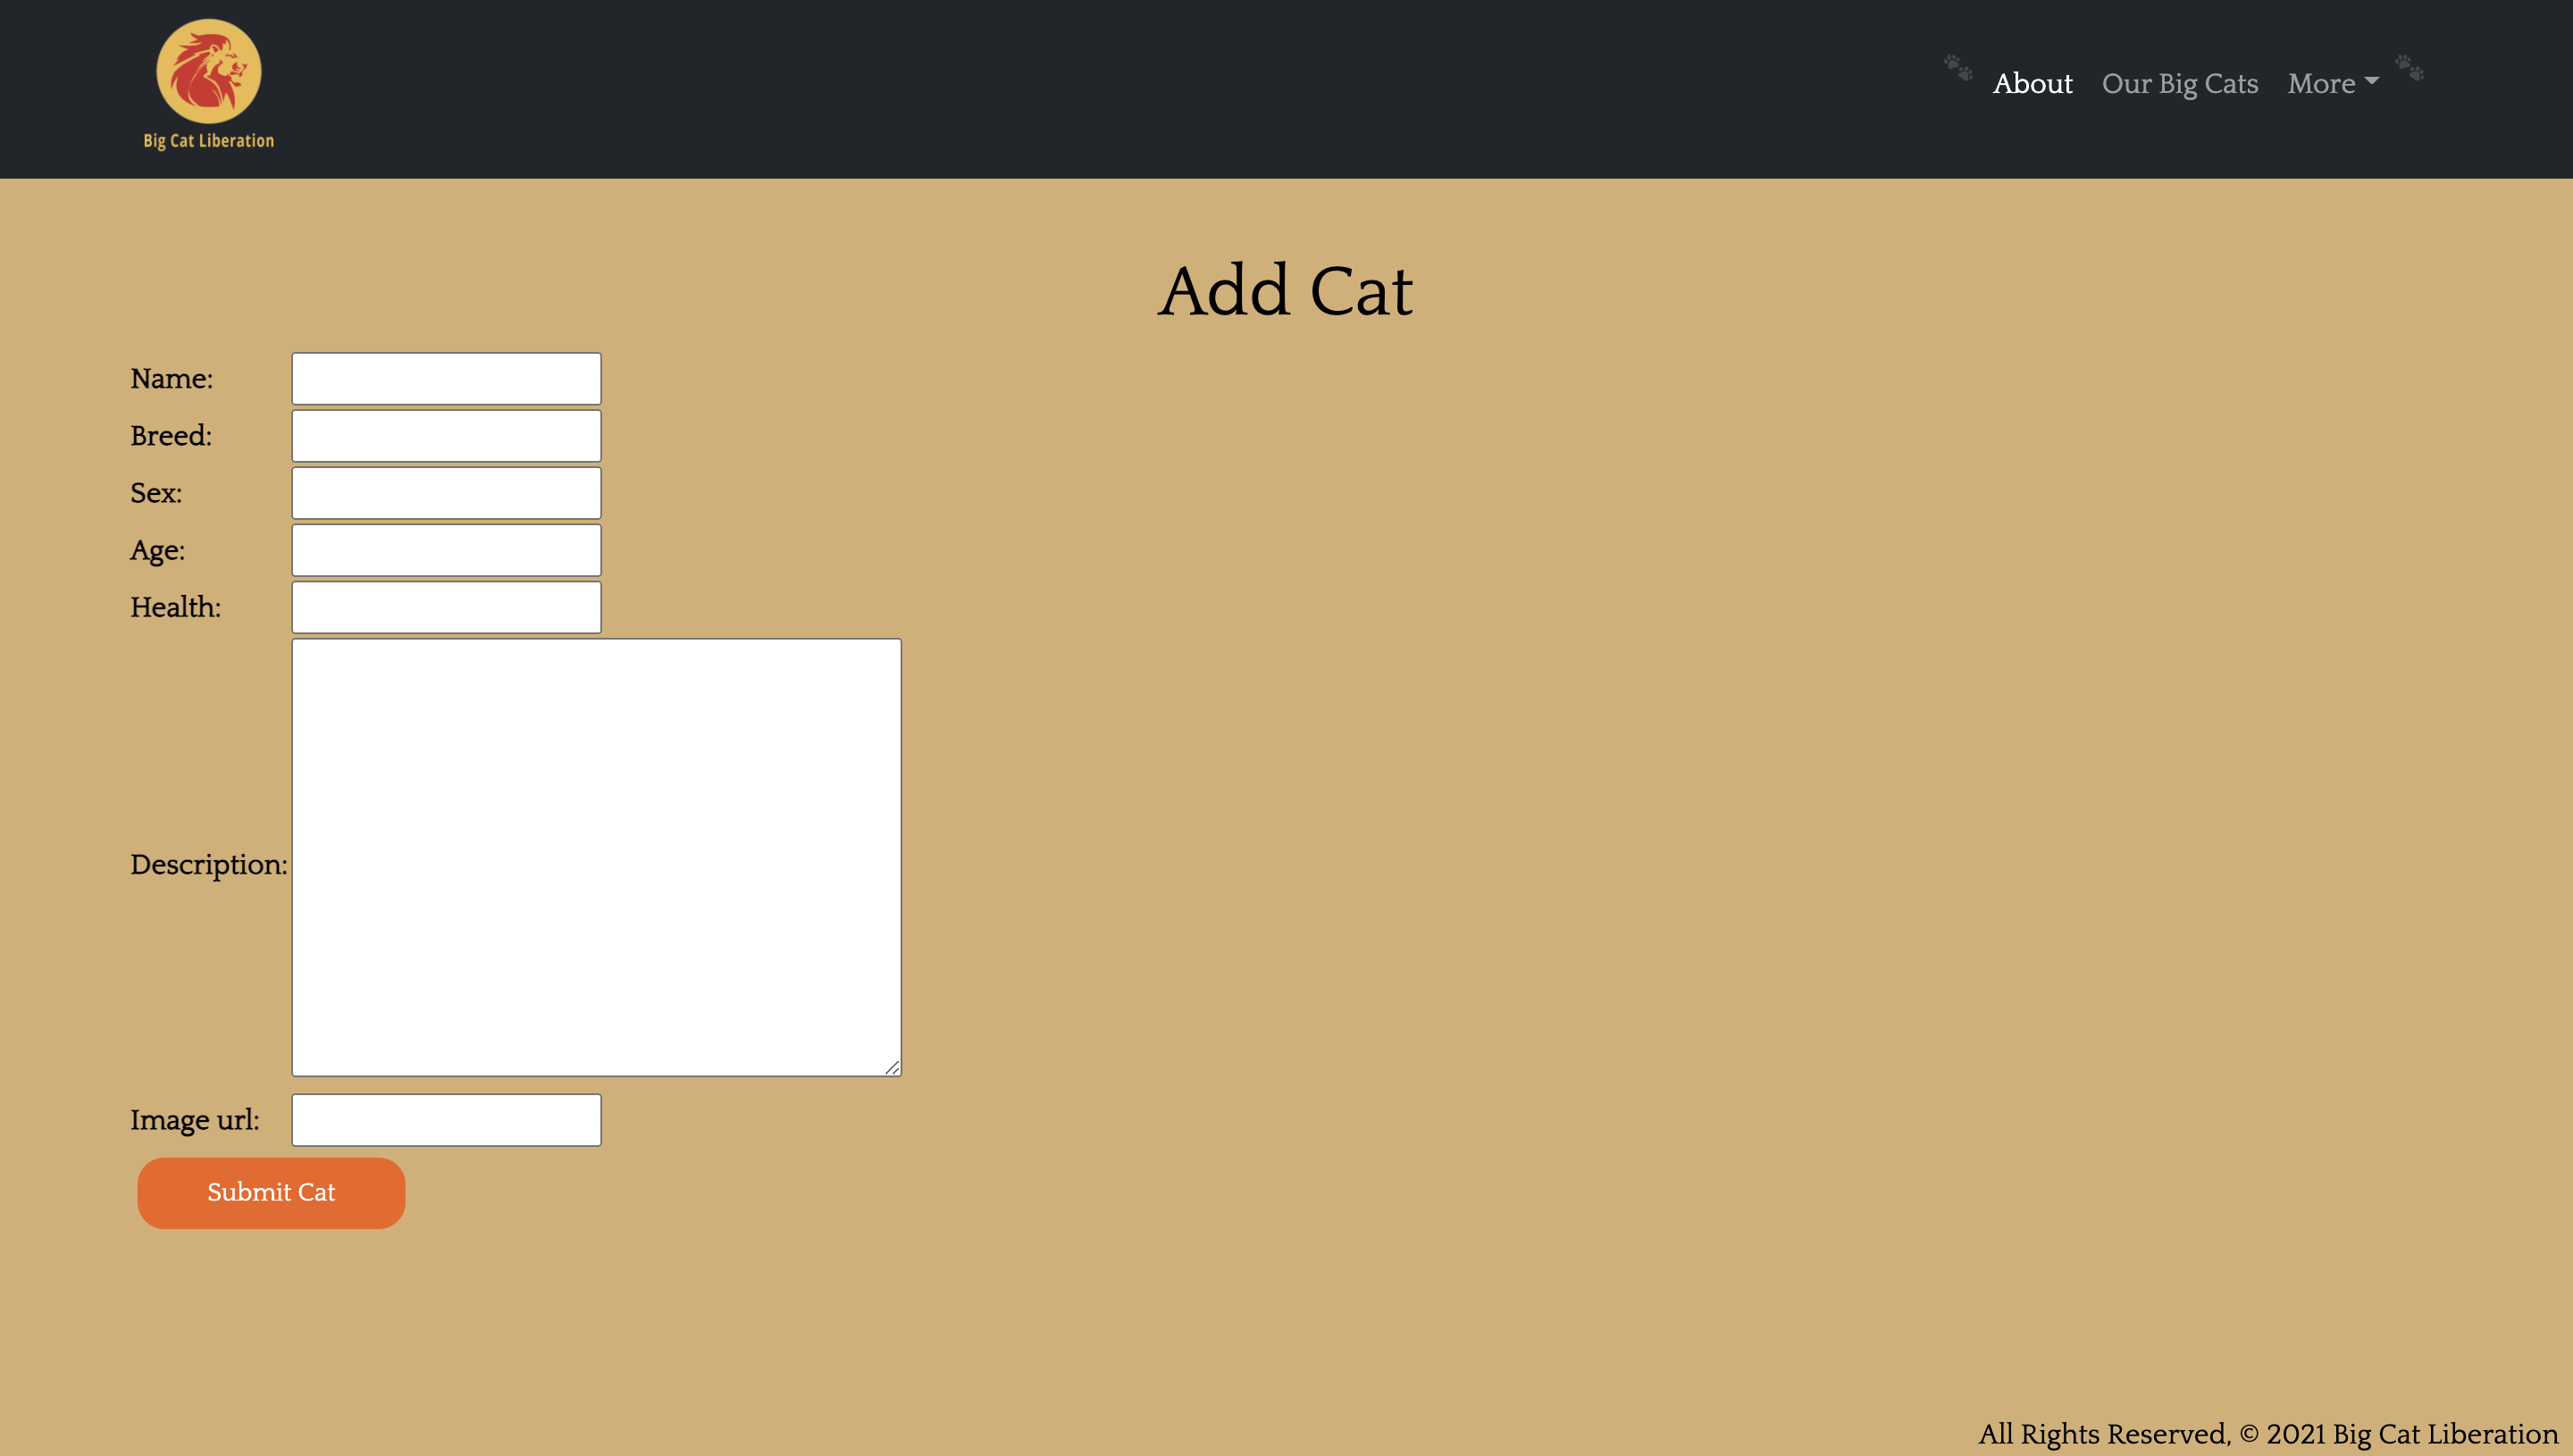 Big Cat Liberation
About Our Big Cats More
Add Cat
Name:
Breed:
Sex:
Age:
Health:
Description:
Image url:
Submit Cat
All Rights Reserved, © 2021 Big Cat Liberation